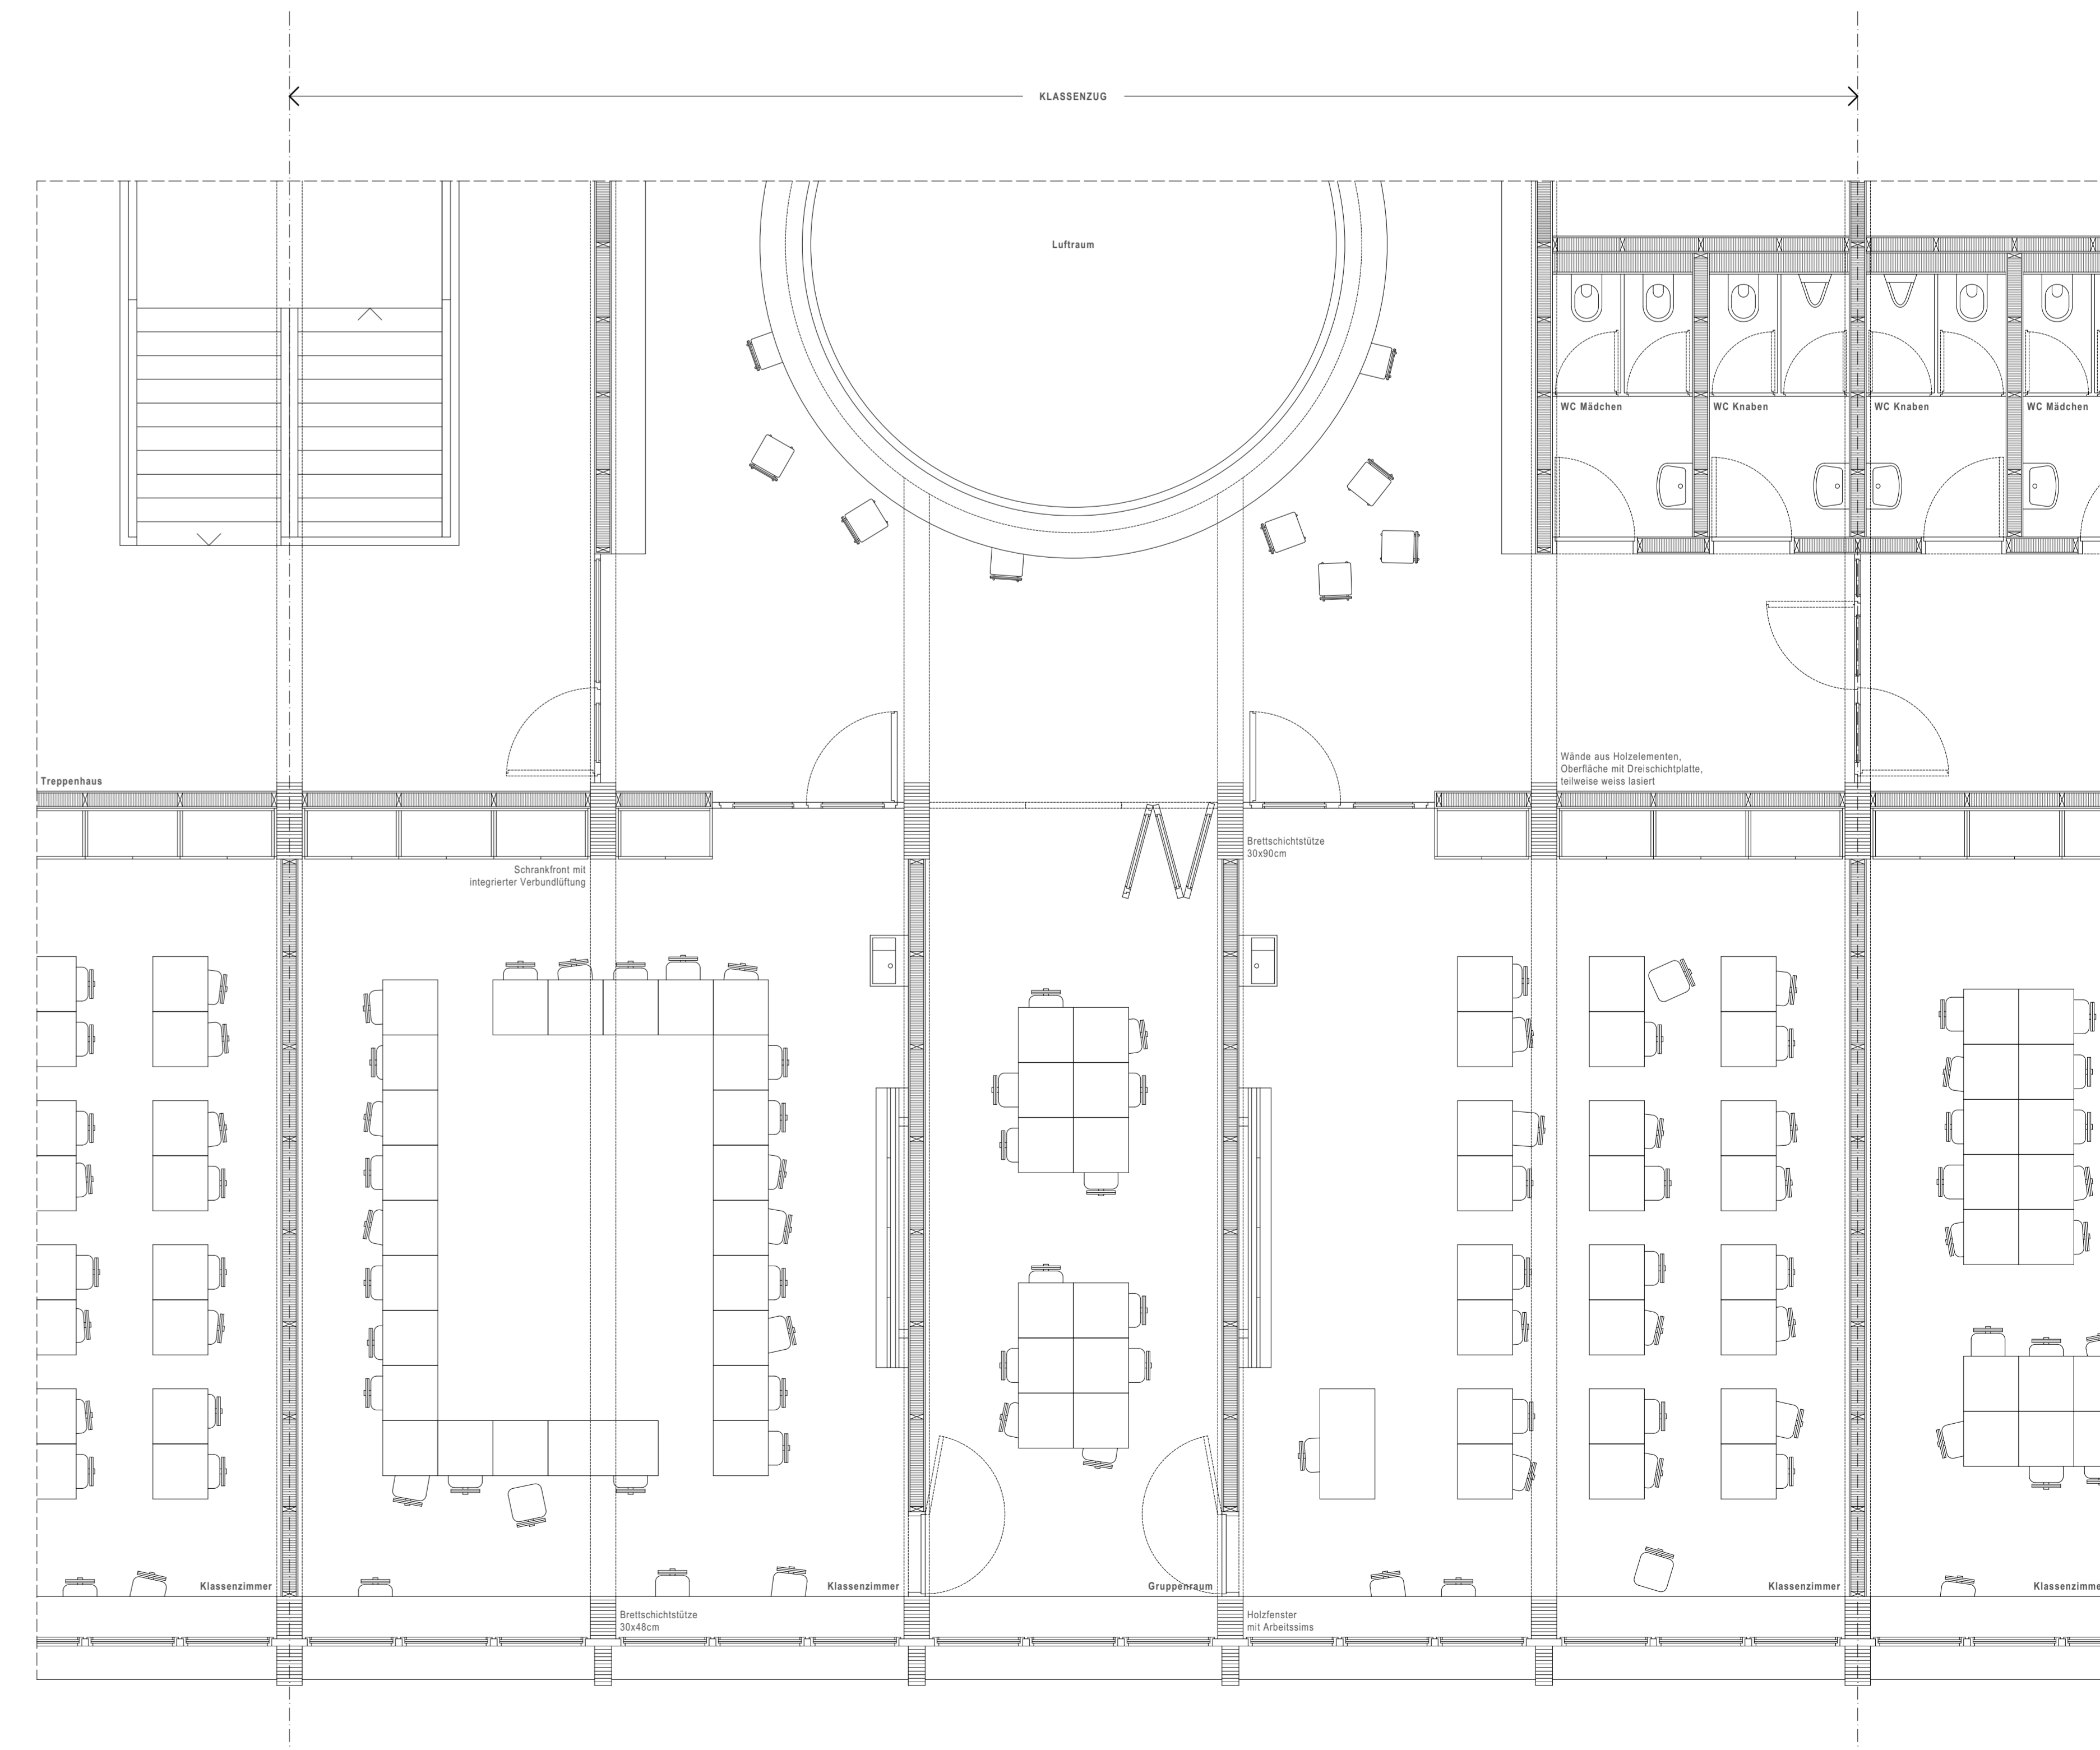 KLASSENZUG
Luftraum
WC Mädchen
WC Knaben
WC Knaben
WC Mädchen
Wände aus Holzelementen,
Oberfläche mit Dreischichtplatte,
teilweise weiss lasiert
Treppenhaus
Brettschichtstütze
30x90cm
Schrankfront mit
integrierter Verbundlüftung
Klassenzimmer
Klassenzimmer
Gruppenraum
Klassenzimmer
Klassenzimme
Brettschichtstütze
30x48cm
Holzfenster
mit Arbeitssims